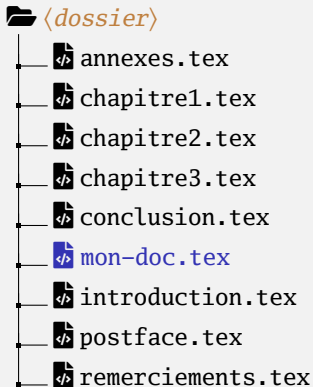 ⟨dossier⟩
annexes.tex
chapitre1.tex
chapitre2.tex
chapitre3.tex
conclusion.tex
mon-doc.tex
introduction.tex
postface.tex
remerciements.tex